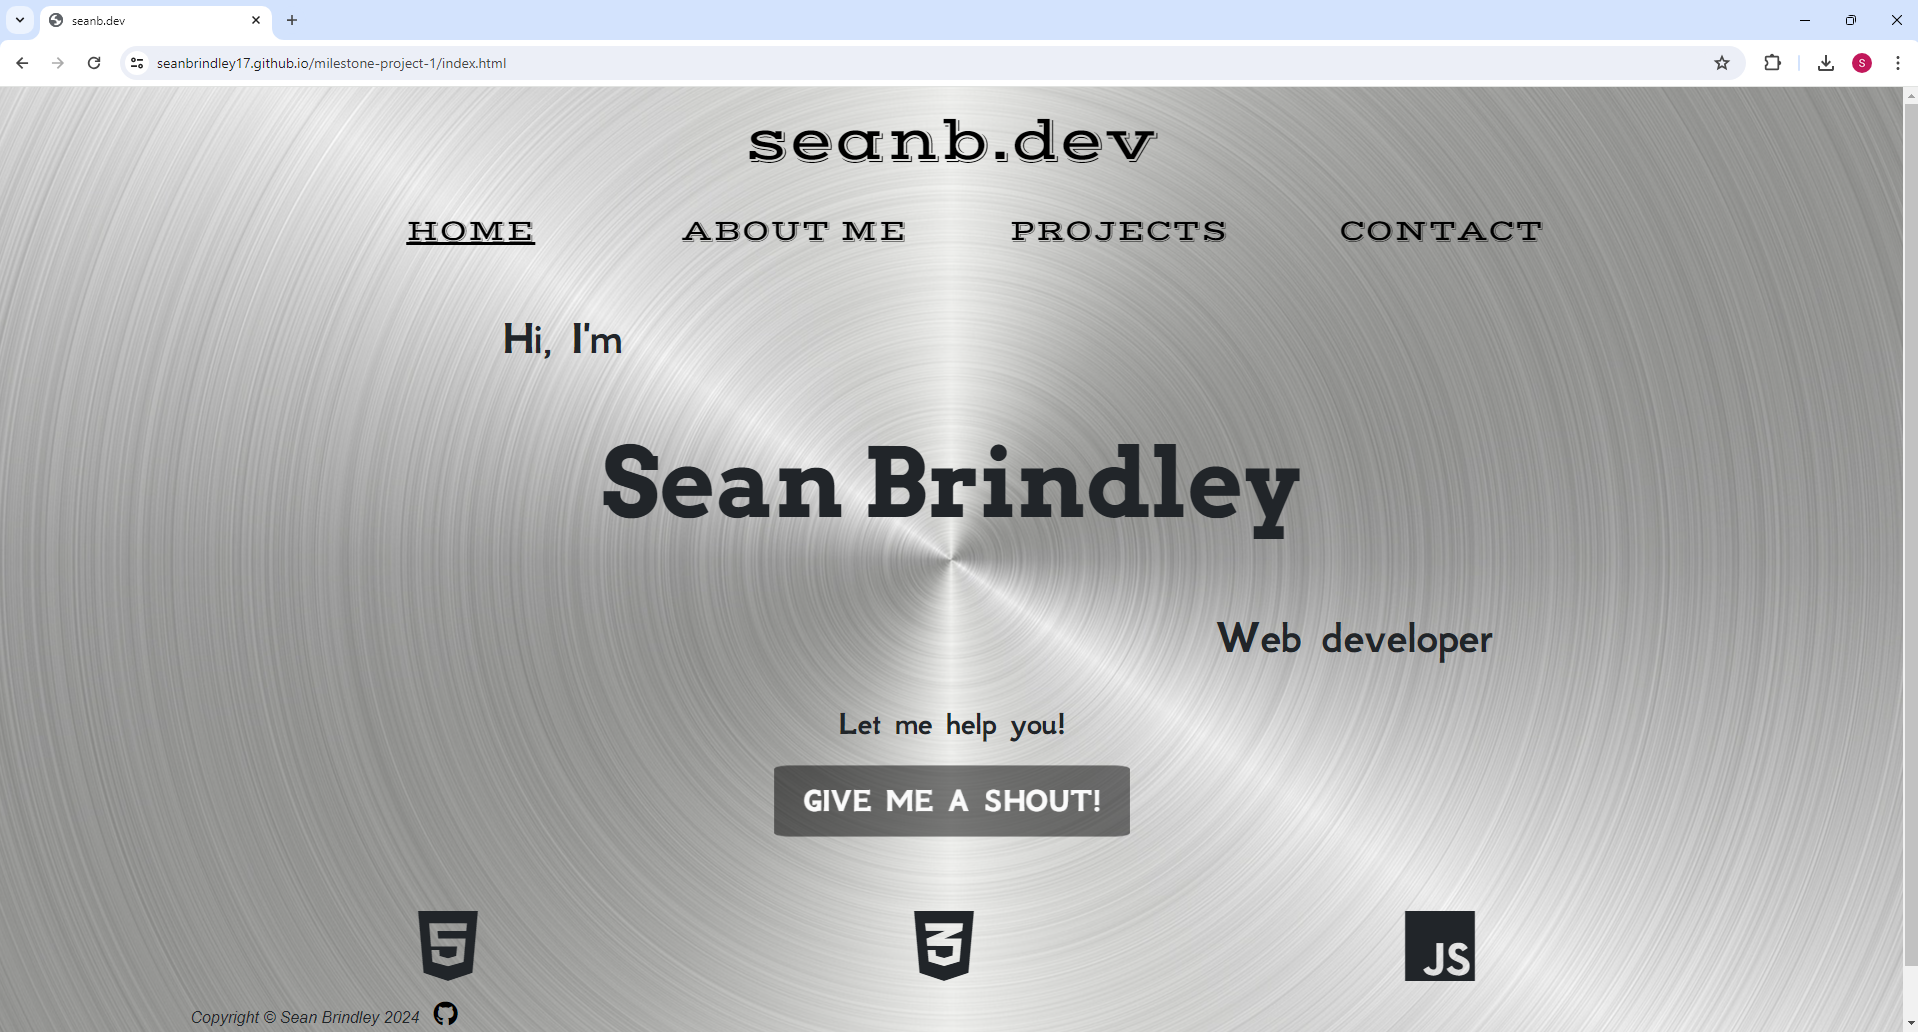 seanb.dev
seanbrindley17.github.io/milestone-project-1/index.html
S
seanb.dev
HOME ABOUT ME PROJECTS CONTACT
Hi, I'm
Sean Brindley
Web developer
Let me help you!
GIVE ME A SHOUT!
5 3 JS
Copyright © Sean Brindley 2024